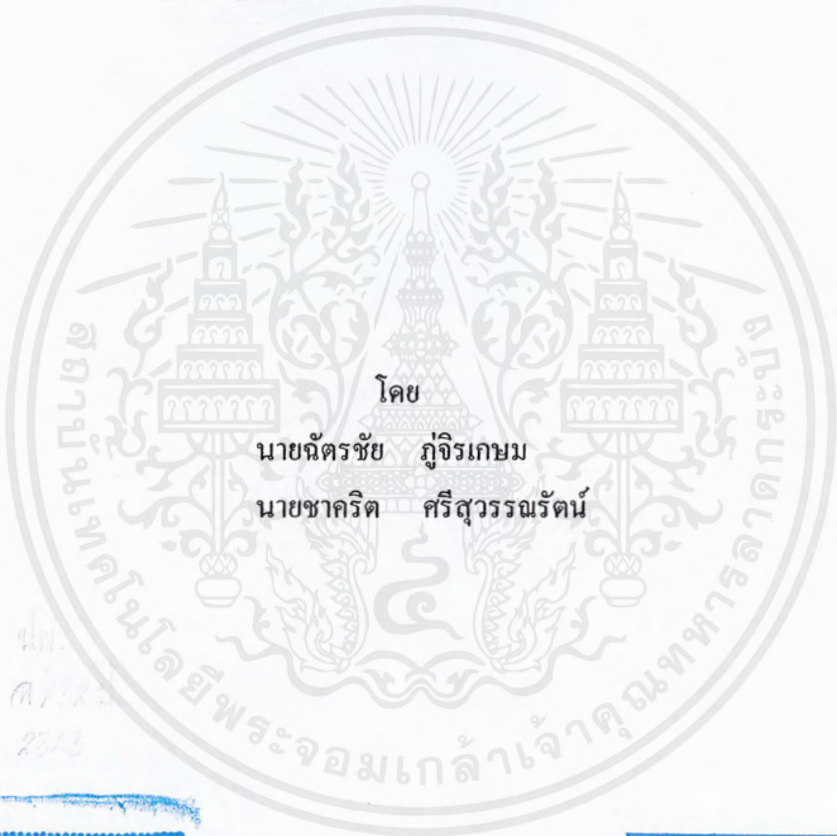 โดย
นายฉัตรชัย ภู่จิรเกษม
นายชาคริต ศรีสุวรรณรัตน์
สถาบันเทคโนโลยีพระจอมเกล้าเจ้าคุณทหารลาดกระบัง